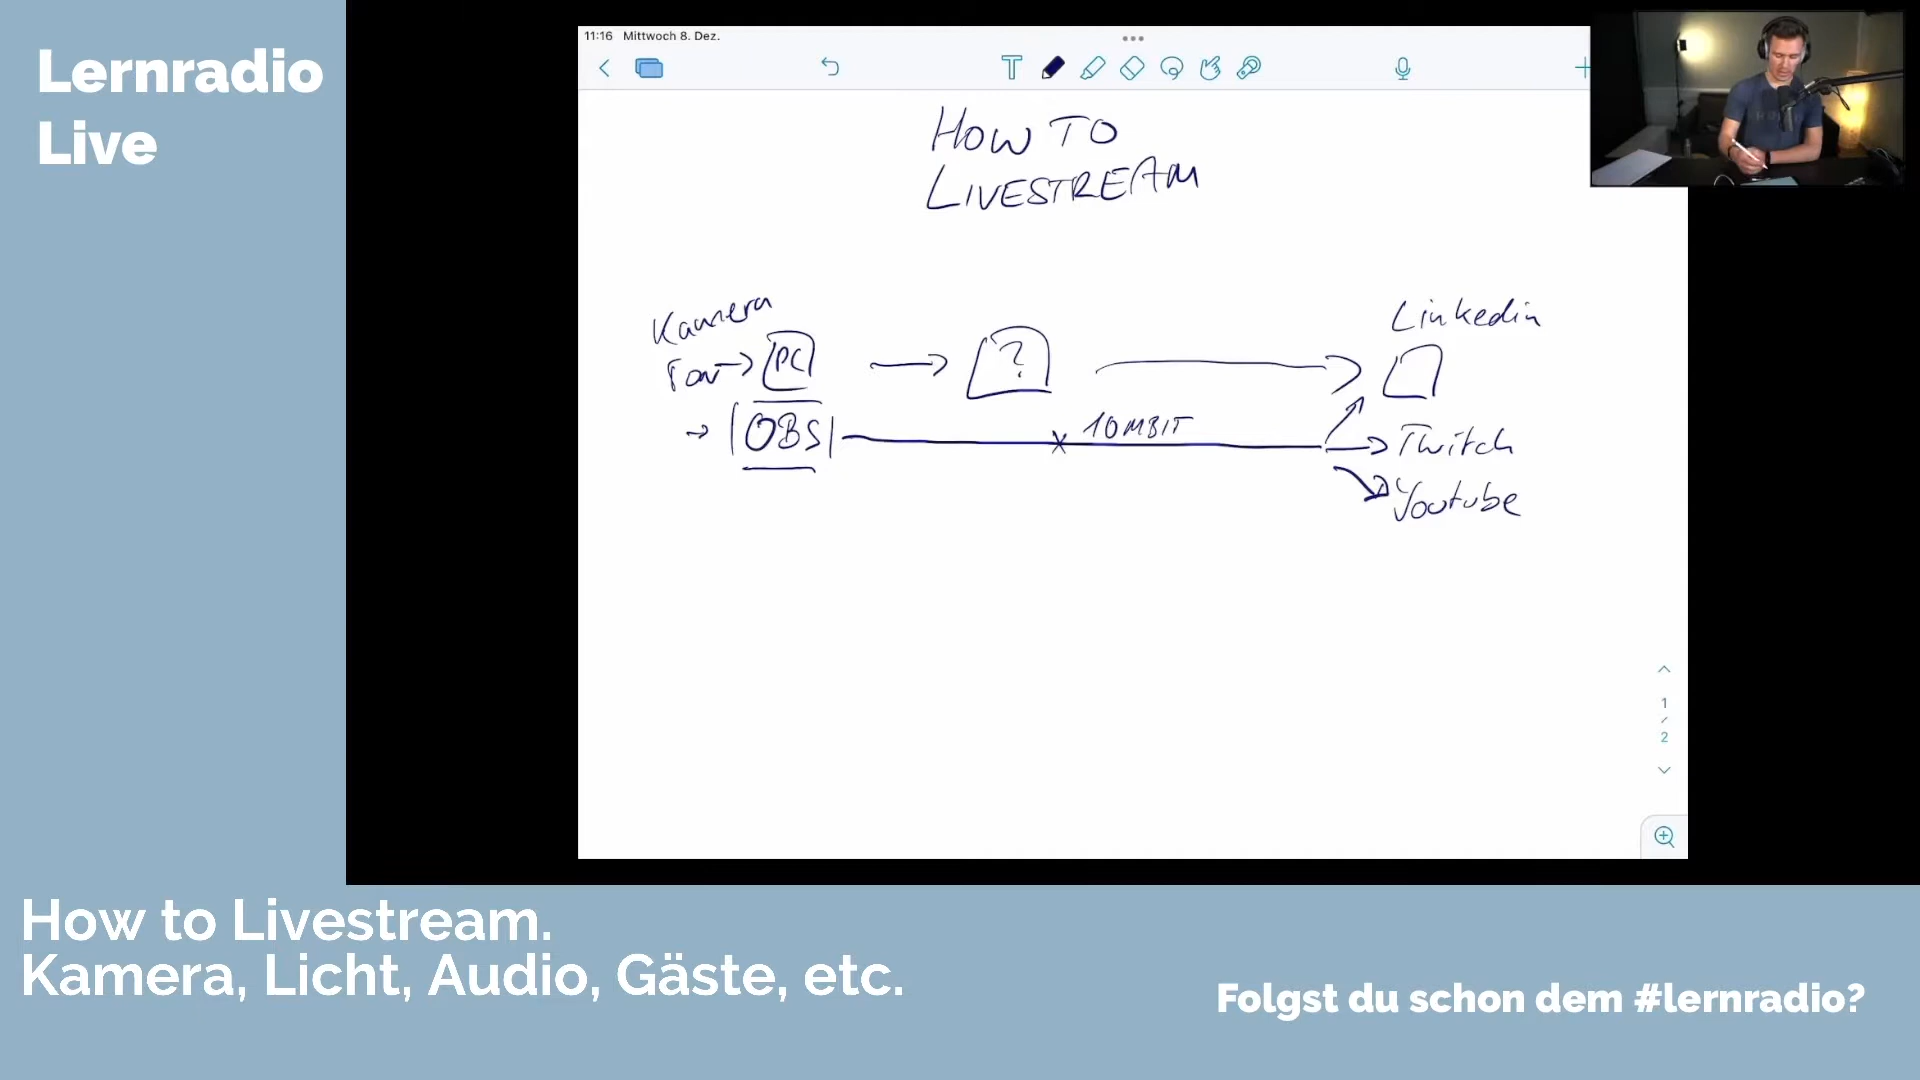 Lernradio
Live
11:16 Mittwoch 8. Dez.
HOW TO
LIVESTREAM
Kamera
Ton
PC
?
Linkedin
OBS
10MBIT
Twitch
Youtube
1
/
2
How to Livestream.
Kamera, Licht, Audio, Gäste, etc.
Folgst du schon dem #lernradio?